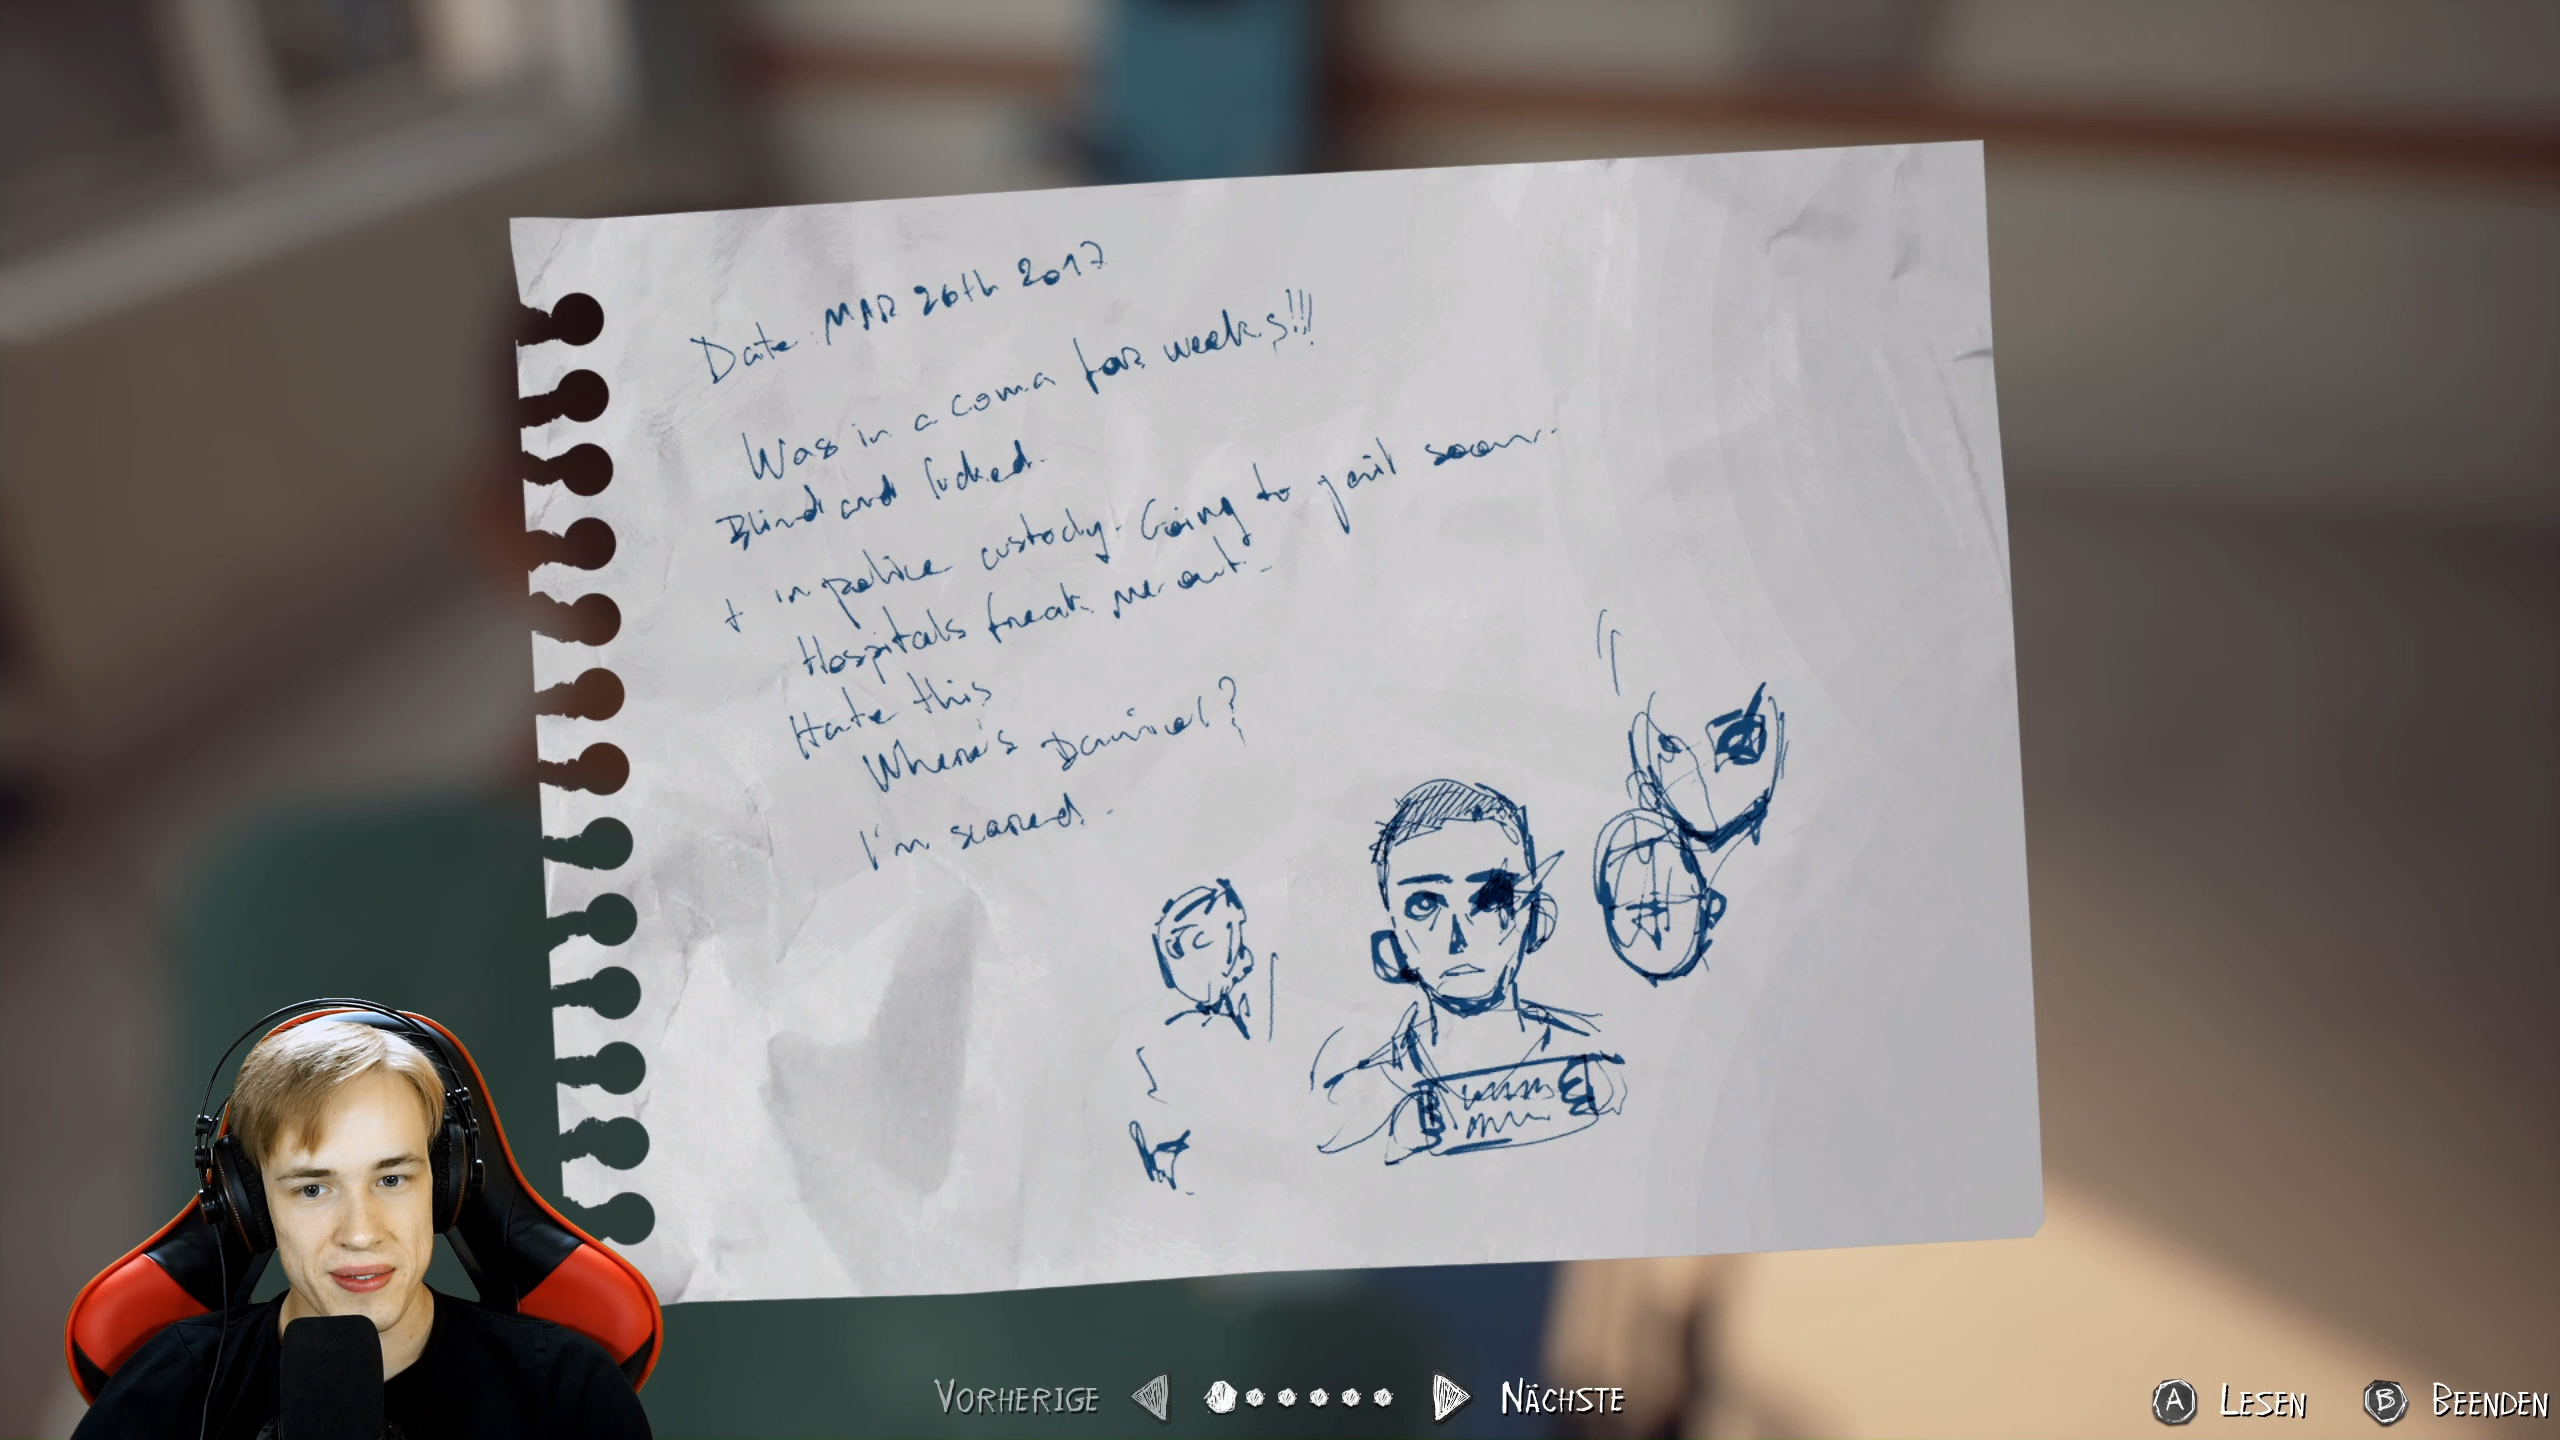 Date: MAR 26th 2017
Was in a coma for weeks!!!
Blind and fucked.
+ in police custody. Going to jail soon.
Hospitals freak me out.
Hate this
Where's Daniel?
I'm scared.
VORHERIGE NÄCHSTE
A LESEN B BEENDEN